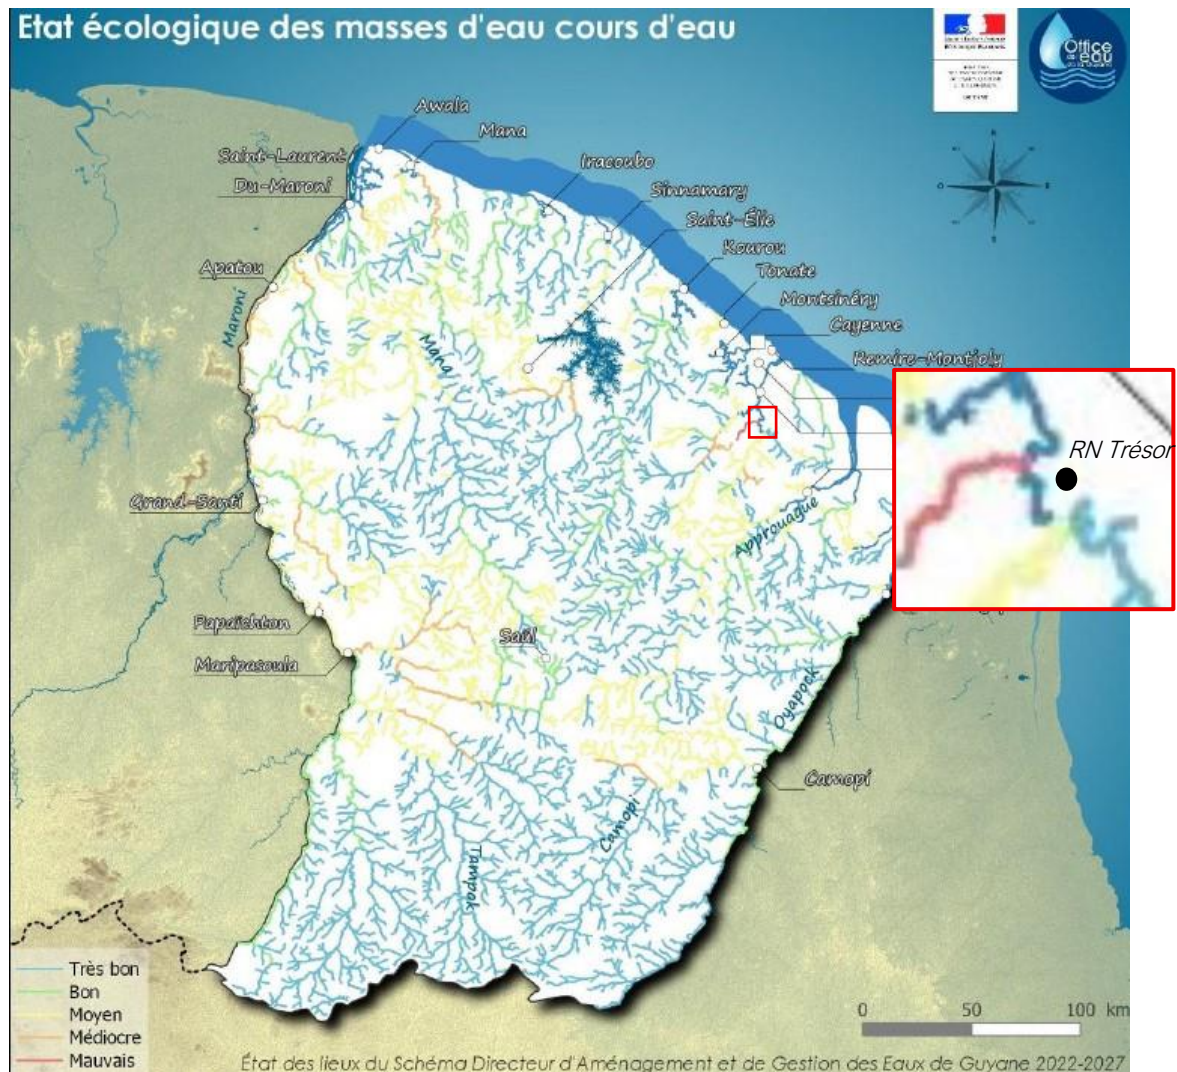 Etat écologique des masses d'eau cours d'eau
Office
de
l'eau
de la Guyane
Awala
Mana
Saint-Laurent
Du-Maroni
Iracoubo
Sinnamary
Saint-Élie
Kourou
Tonate
Apatou
Montsinéry
Cayenne
Maroni
Mana
Remire-Montjoly
RN Trésor
Grand-Santi
Approuague
Papaïchton
Saül
Maripasoula
Oyapock
Camopi
Camopi
Tampok
Très bon
Bon
Moyen
Médiocre
Mauvais
0 50 100 km
État des lieux du Schéma Directeur d'Aménagement et de Gestion des Eaux de Guyane 2022-2027